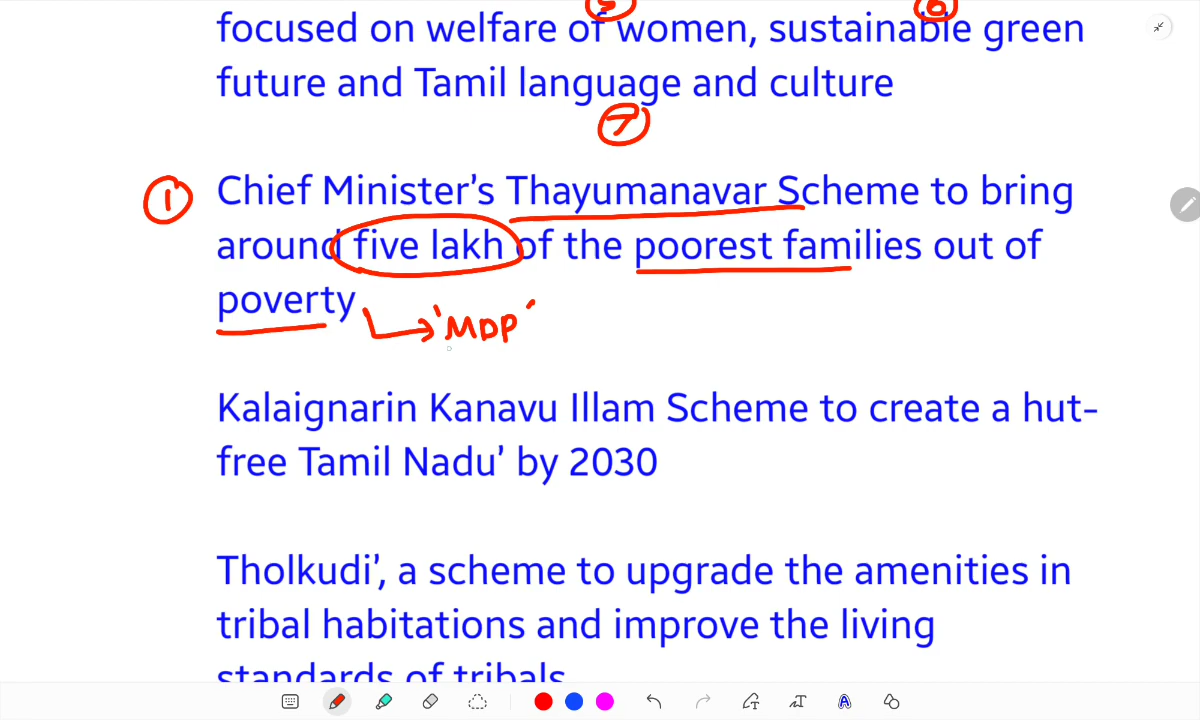 focused on welfare of women, sustainable green
future and Tamil language and culture
7
1 Chief Minister’s Thayumanavar Scheme to bring
around five lakh of the poorest families out of
poverty
'MDP'
Kalaignarin Kanavu Illam Scheme to create a hut-
free Tamil Nadu’ by 2030
Tholkudi’, a scheme to upgrade the amenities in
tribal habitations and improve the living
standards of tribals